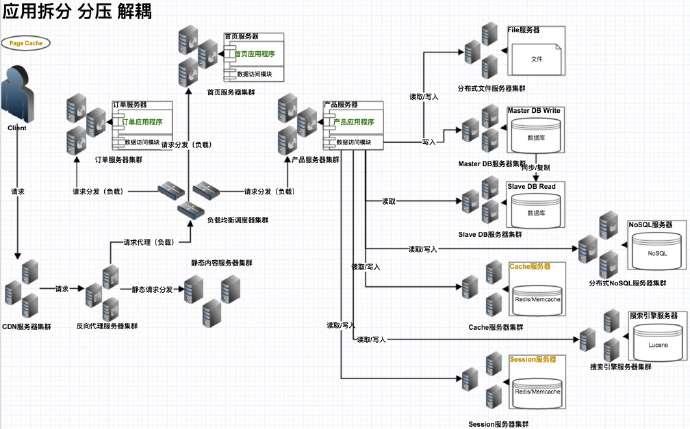 应用拆分 分压 解耦
Page Cache
Client
请求
CDN服务器集群
请求
反向代理服务器集群
静态请求分发
静态内容服务器集群
请求代理（负载）
负载均衡调度器集群
请求分发（负载）
请求分发（负载）
请求分发（负载）
订单服务器
订单应用程序
数据访问模块
订单服务器集群
首页服务器
首页应用程序
数据访问模块
首页服务器集群
产品服务器
产品应用程序
数据访问模块
产品服务器集群
读取/写入
File服务器
文件
分布式文件服务器集群
写入
Master DB Write
数据库
Master DB服务器集群
同步/复制
读取
Slave DB Read
数据库
Slave DB服务器集群
读取/写入
NoSQL服务器
NoSQL
分布式NoSQL服务器集群
读取/写入
Cache服务器
Redis/Memcache
Cache服务器集群
读取/写入
搜索引擎服务器
Lucene
搜索引擎服务器集群
读取/写入
Session服务器
Redis/Memcache
Session服务器集群